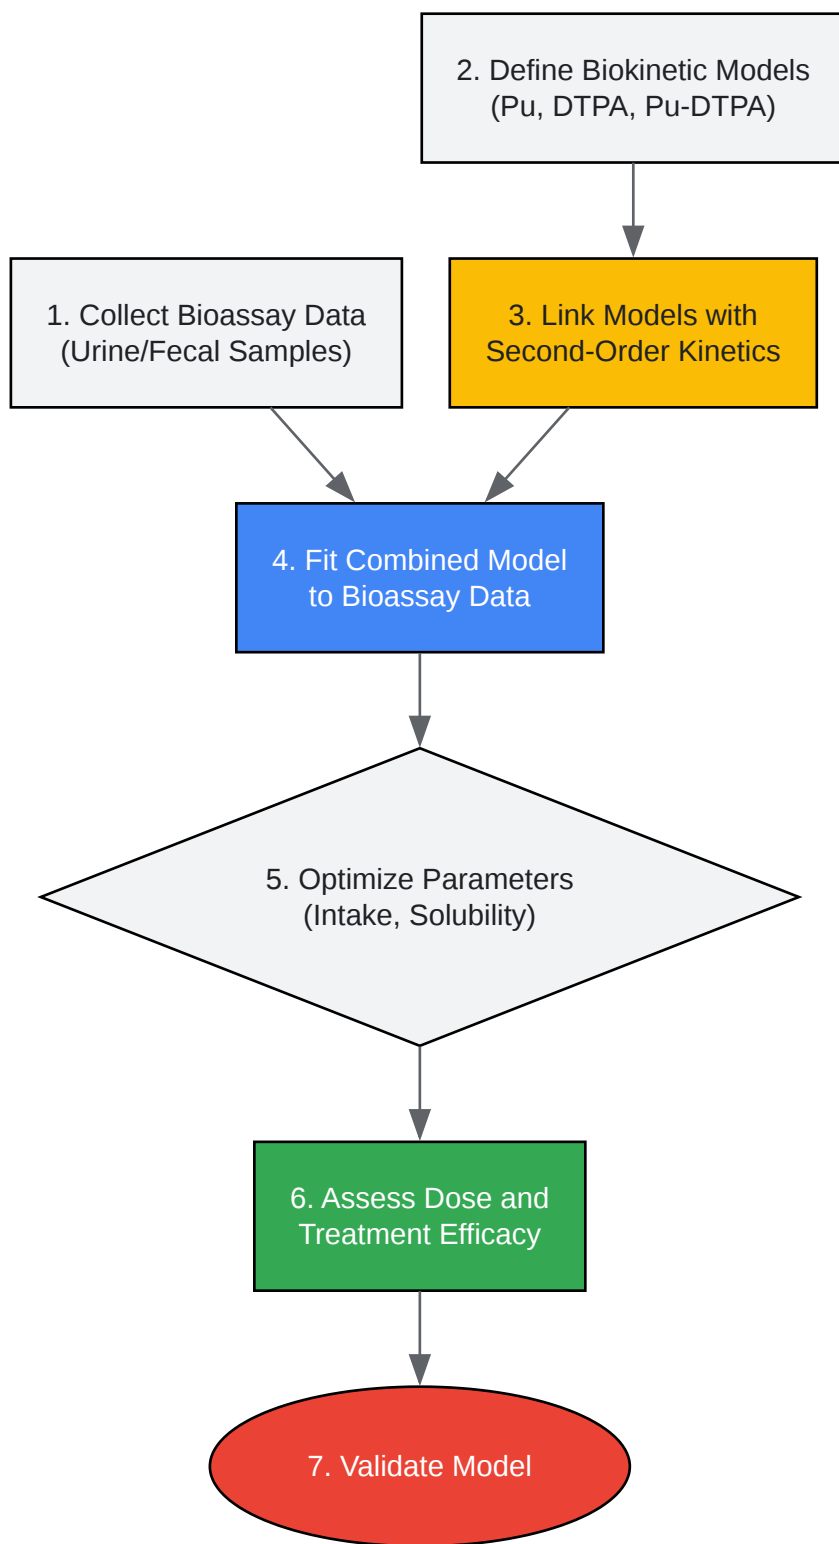 2. Define Biokinetic Models
(Pu, DTPA, Pu-DTPA)
1. Collect Bioassay Data
(Urine/Fecal Samples)
3. Link Models with
Second-Order Kinetics
4. Fit Combined Model
to Bioassay Data
5. Optimize Parameters
(Intake, Solubility)
6. Assess Dose and
Treatment Efficacy
7. Validate Model